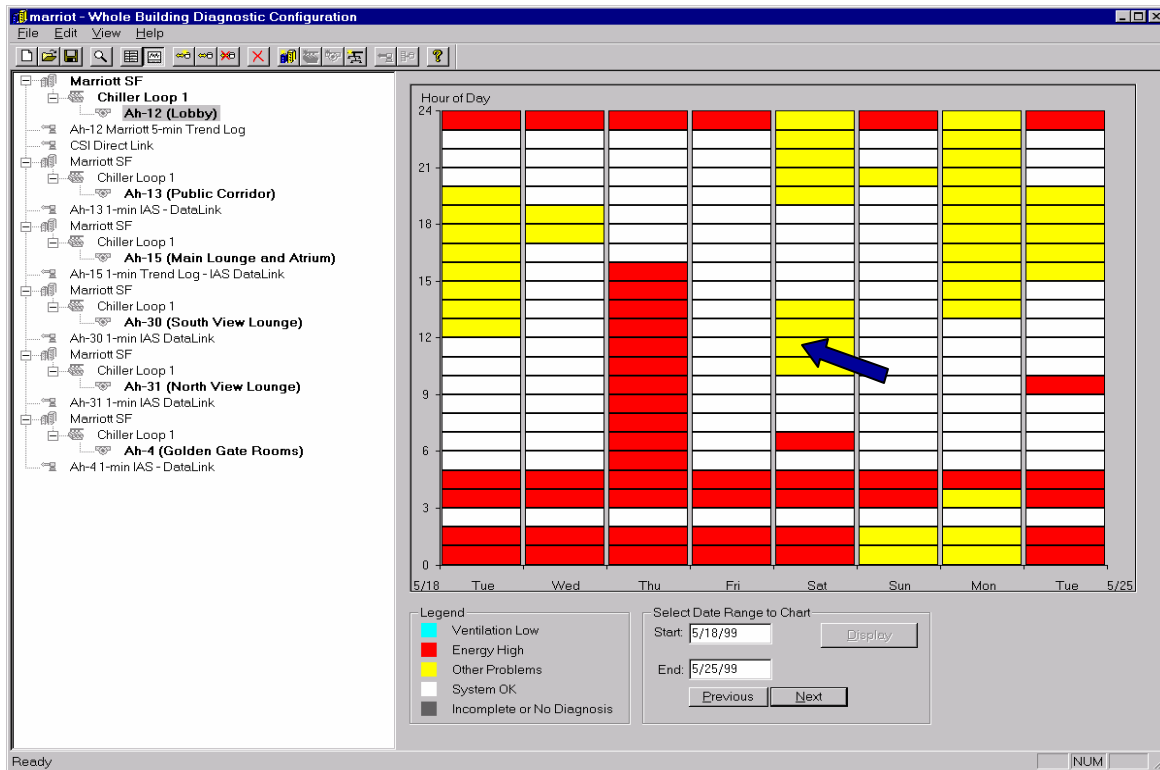 marriot - Whole Building Diagnostic Configuration
File Edit View Help
Marriott SF
Chiller Loop 1
Ah-12 (Lobby)
Ah-12 Marriott 5-min Trend Log
CSI Direct Link
Marriott SF
Chiller Loop 1
Ah-13 (Public Corridor)
Ah-13 1-min IAS - DataLink
Marriott SF
Chiller Loop 1
Ah-15 (Main Lounge and Atrium)
Ah-15 1-min Trend Log - IAS DataLink
Marriott SF
Chiller Loop 1
Ah-30 (South View Lounge)
Ah-30 1-min IAS DataLink
Marriott SF
Chiller Loop 1
Ah-31 (North View Lounge)
Ah-31 1-min IAS DataLink
Marriott SF
Chiller Loop 1
Ah-4 (Golden Gate Rooms)
Ah-4 1-min IAS - DataLink
Hour of Day
24
21
18
15
12
9
6
3
0
5/18 Tue Wed Thu Fri Sat Sun Mon Tue 5/25
Legend
Ventilation Low
Energy High
Other Problems
System OK
Incomplete or No Diagnosis
Select Date Range to Chart
Start: 5/18/99 Display
End: 5/25/99
Previous Next
Ready NUM